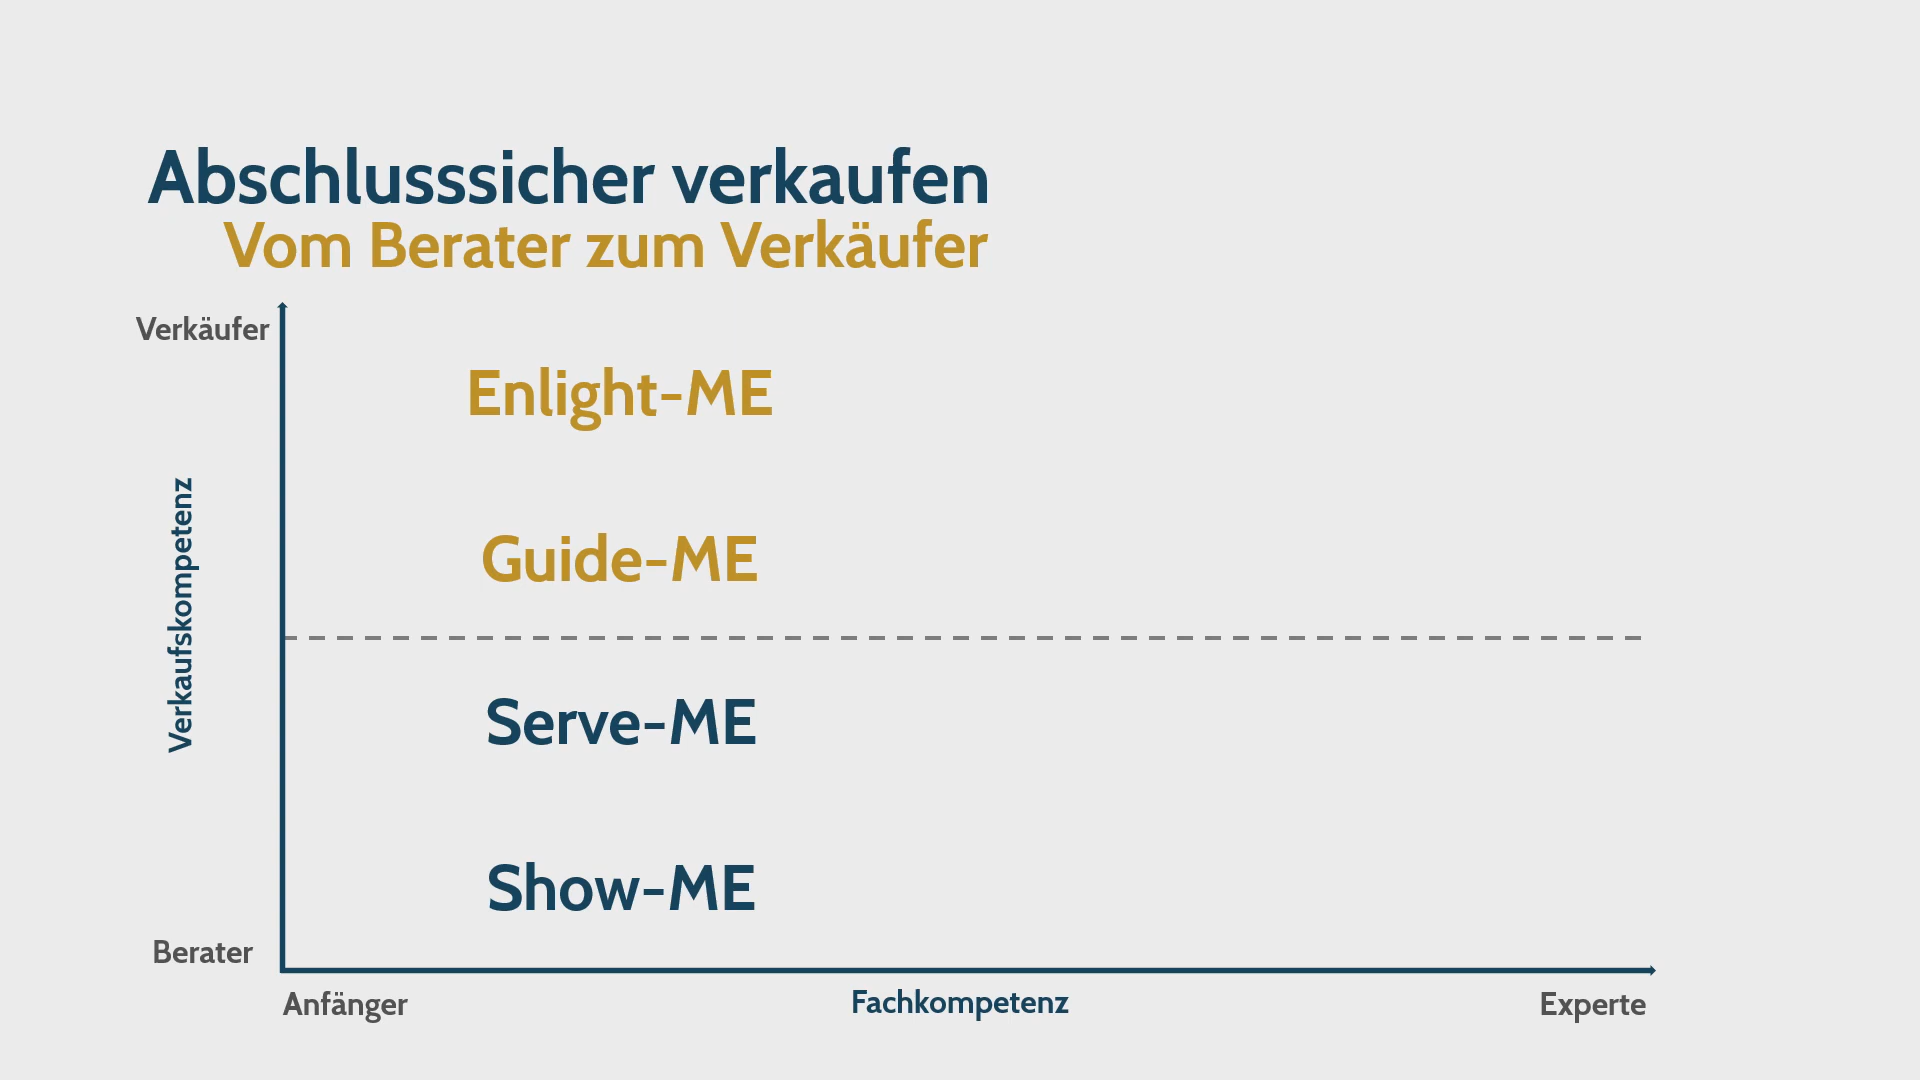 Abschlusssicher verkaufen
Vom Berater zum Verkäufer
Verkäufer
Enlight-ME
Guide-ME
Verkaufskompetenz
Serve-ME
Show-ME
Berater
Anfänger
Fachkompetenz
Experte